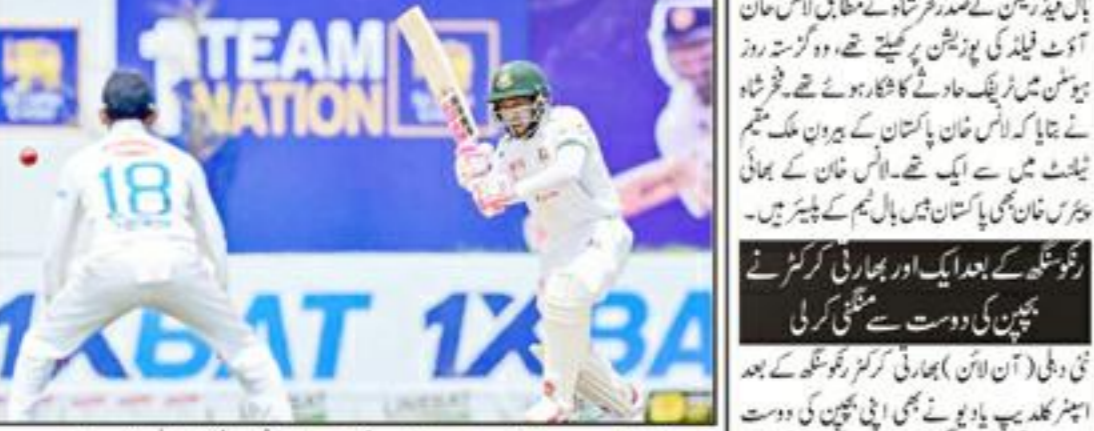 1 TEAM
NATION
18
1XBAT 1XBA
بال فیڈریشن کے صدر فخر شاہ کے مطابق لانس خان
آؤٹ فیلڈ کی پوزیشن پر کھیلتے تھے، وہ گزشتہ روز
ہیوسٹن میں ٹریفک حادثے کا شکار ہوئے تھے۔ فخر شاہ
نے بتایا کہ لانس خان پاکستان کے بیرون ملک مقیم
ٹیلنٹ میں سے ایک تھے۔ لانس خان کے بھائی
پیٹرس خان بھی پاکستان بیس بال ٹیم کے پلیئر ہیں۔
رنکو سنگھ کے بعد ایک اور بھارتی کرکٹر نے
بچپن کی دوست سے منگنی کر لی
نئی دہلی (آن لائن) بھارتی کرکٹر رنکو سنگھ کے بعد
اسپنر کلدیپ یادیو نے بھی اپنی بچپن کی دوست